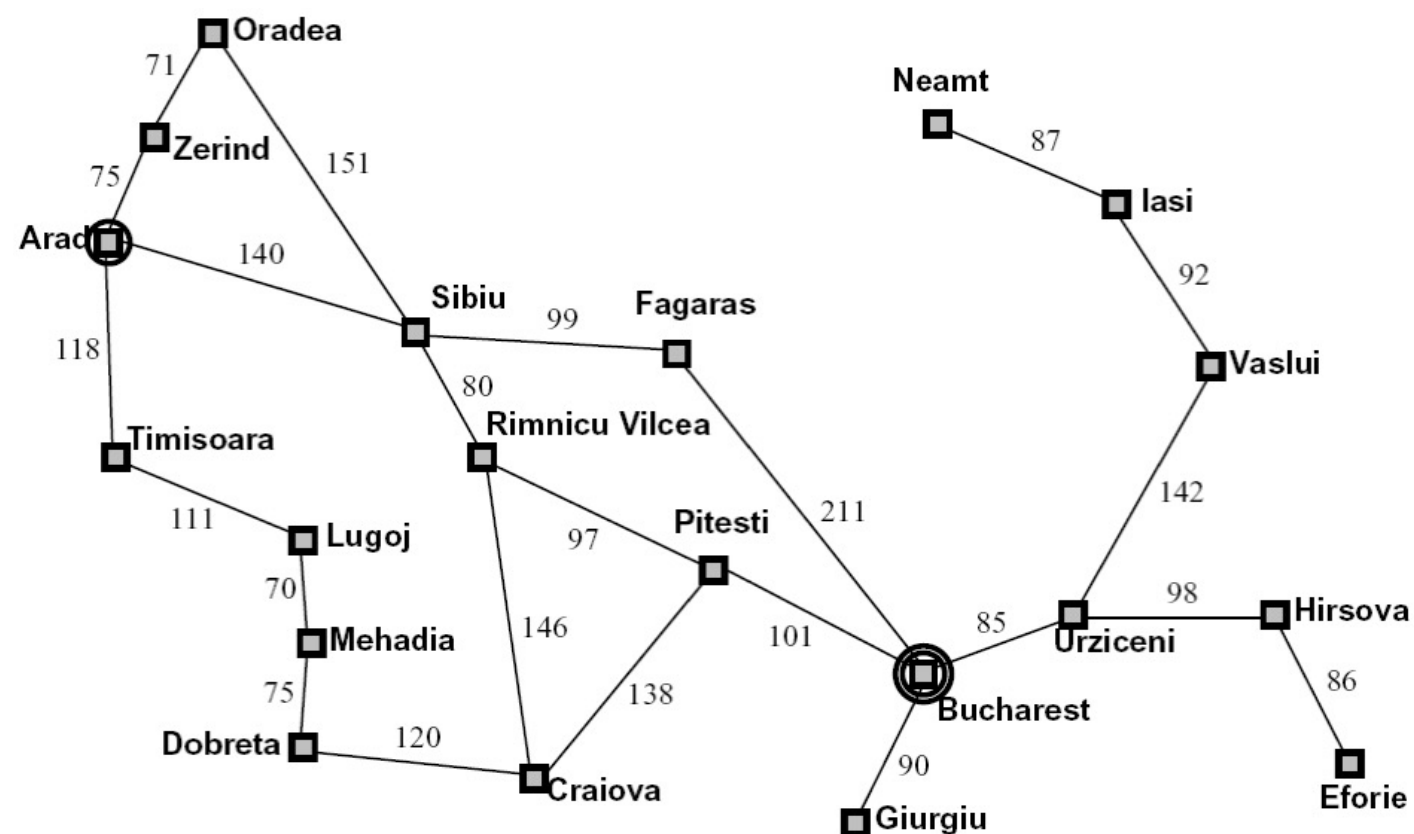 Oradea
71
Neamt
87
Zerind
151
75
Iasi
Arad
140
92
Sibiu
Fagaras
99
118
Vaslui
80
Rimnicu Vilcea
Timisoara
142
111
211
Lugoj
97
Pitesti
70
98
Hirsova
146
101
85
Mehadia
Urziceni
75
138
86
Bucharest
Dobreta
120
90
Craiova
Eforie
Giurgiu